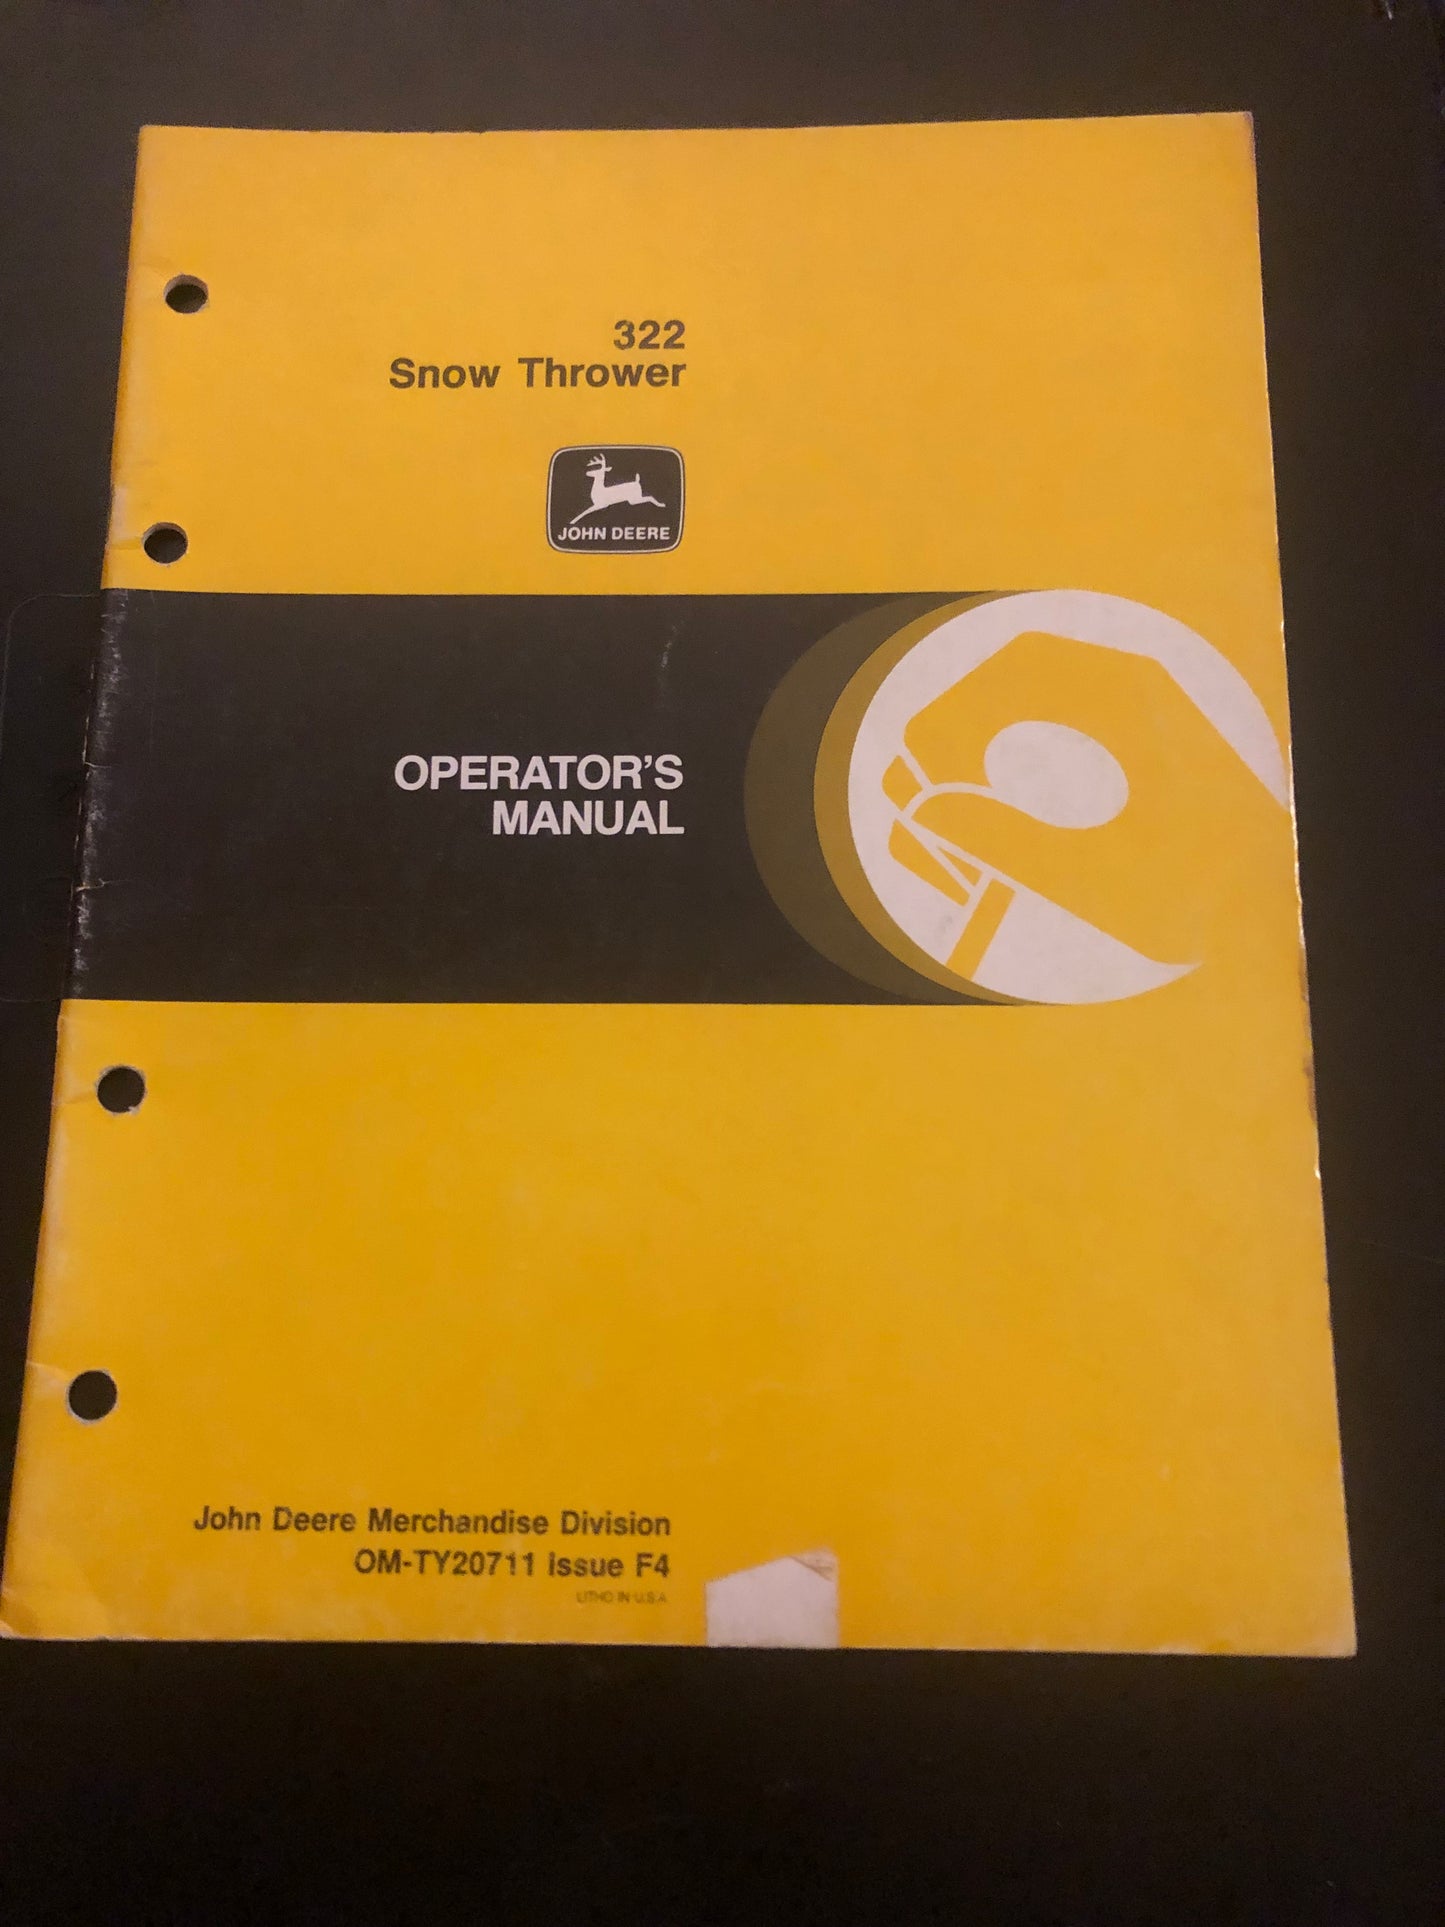 322
Snow Thrower
JOHN DEERE
OPERATOR'S
MANUAL
John Deere Merchandise Division
OM-TY20711 Issue F4
LITHO IN U.S.A.